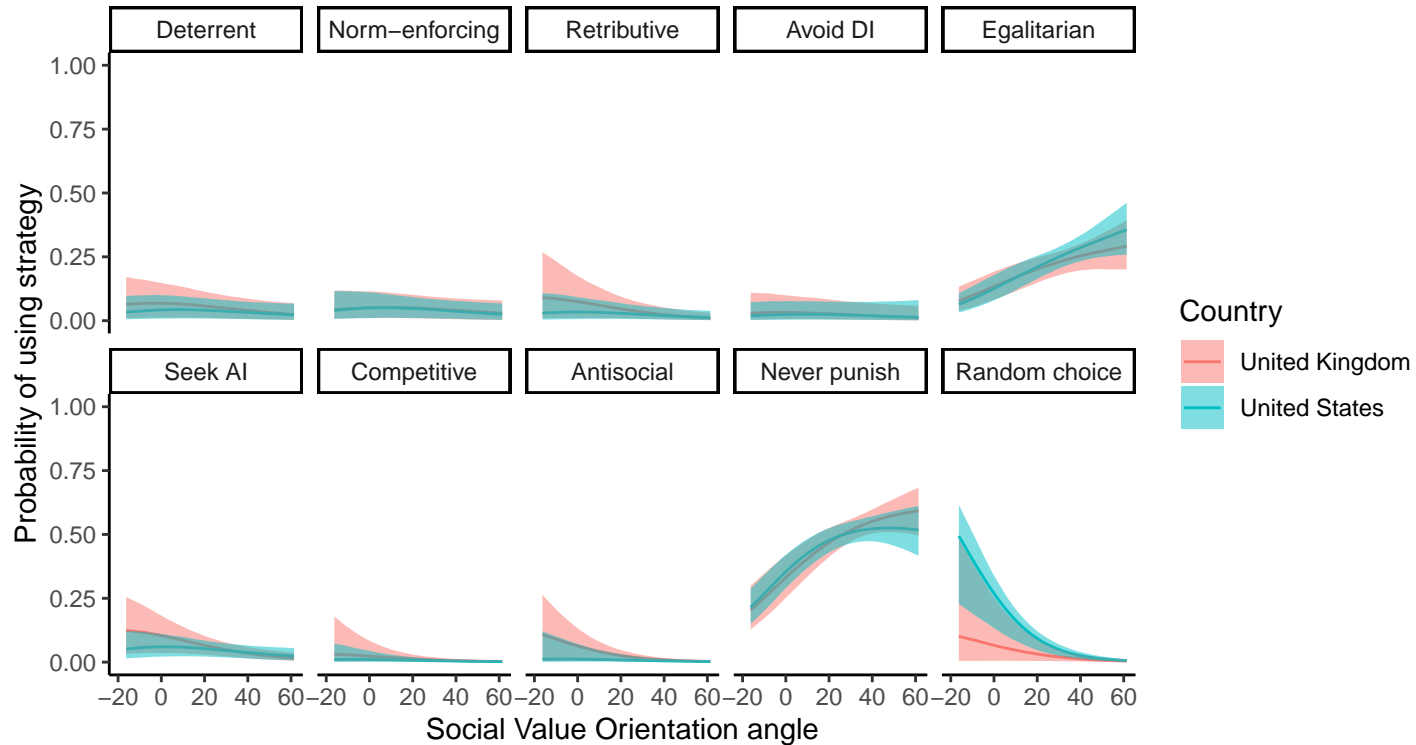 Deterrent Norm−enforcing Retributive Avoid DI Egalitarian
1.00
0.75
0.50
0.25
0.00
Seek AI Competitive Antisocial Never punish Random choice
1.00
0.75
0.50
0.25
0.00
−20 0 20 40 60 −20 0 20 40 60 −20 0 20 40 60 −20 0 20 40 60 −20 0 20 40 60
Social Value Orientation angle
Probability of using strategy
Country
United Kingdom
United States